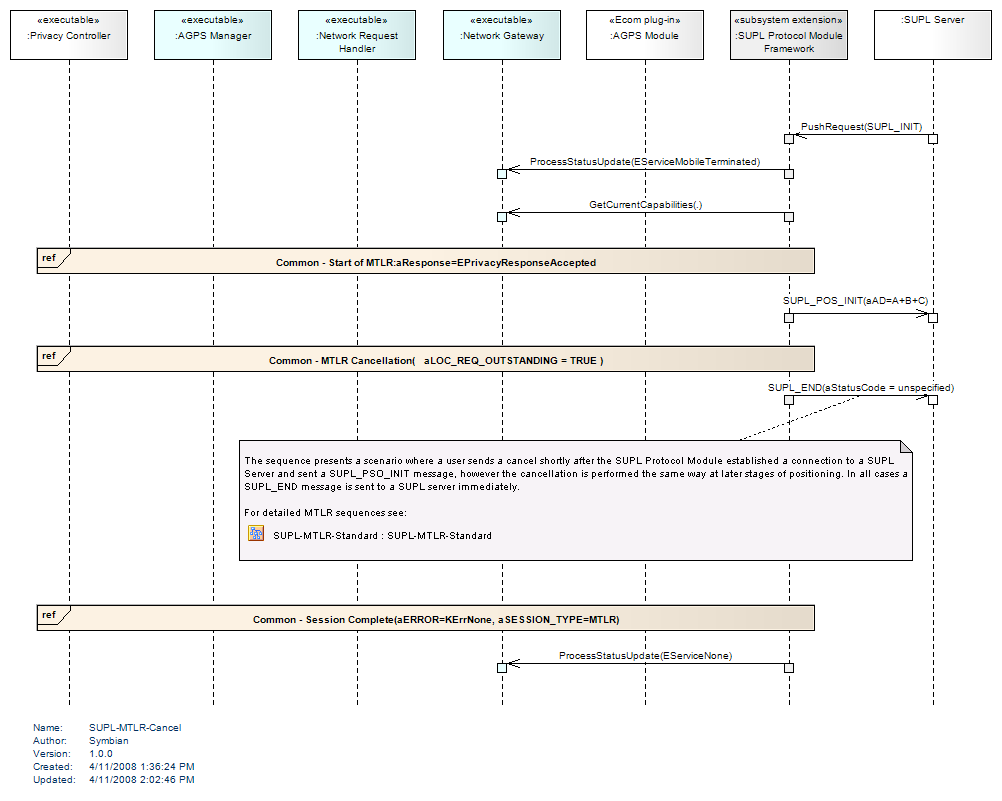 «executable»
:Privacy Controller
«executable»
:AGPS Manager
«executable»
:Network Request
Handler
«executable»
:Network Gateway
«Ecom plug-in»
:AGPS Module
«subsystem extension»
:SUPL Protocol Module
Framework
:SUPL Server
PushRequest(SUPL_INIT)
ProcessStatusUpdate(EServiceMobileTerminated)
GetCurrentCapabilities(.)
ref
Common - Start of MTLR:aResponse=EPrivacyResponseAccepted
SUPL_POS_INIT(aAD=A+B+C)
ref
Common - MTLR Cancellation( aLOC_REQ_OUTSTANDING = TRUE )
SUPL_END(aStatusCode = unspecified)
The sequence presents a scenario where a user sends a cancel shortly after the SUPL Protocol Module established a connection to a SUPL
Server and sent a SUPL_PSO_INIT message, however the cancellation is performed the same way at later stages of positioning. In all cases a
SUPL_END message is sent to a SUPL server immediately.
For detailed MTLR sequences see:
SUPL-MTLR-Standard : SUPL-MTLR-Standard
ref
Common - Session Complete(aERROR=KErrNone, aSESSION_TYPE=MTLR)
ProcessStatusUpdate(EServiceNone)
Name: SUPL-MTLR-Cancel
Author: Symbian
Version: 1.0.0
Created: 4/11/2008 1:36:24 PM
Updated: 4/11/2008 2:02:46 PM